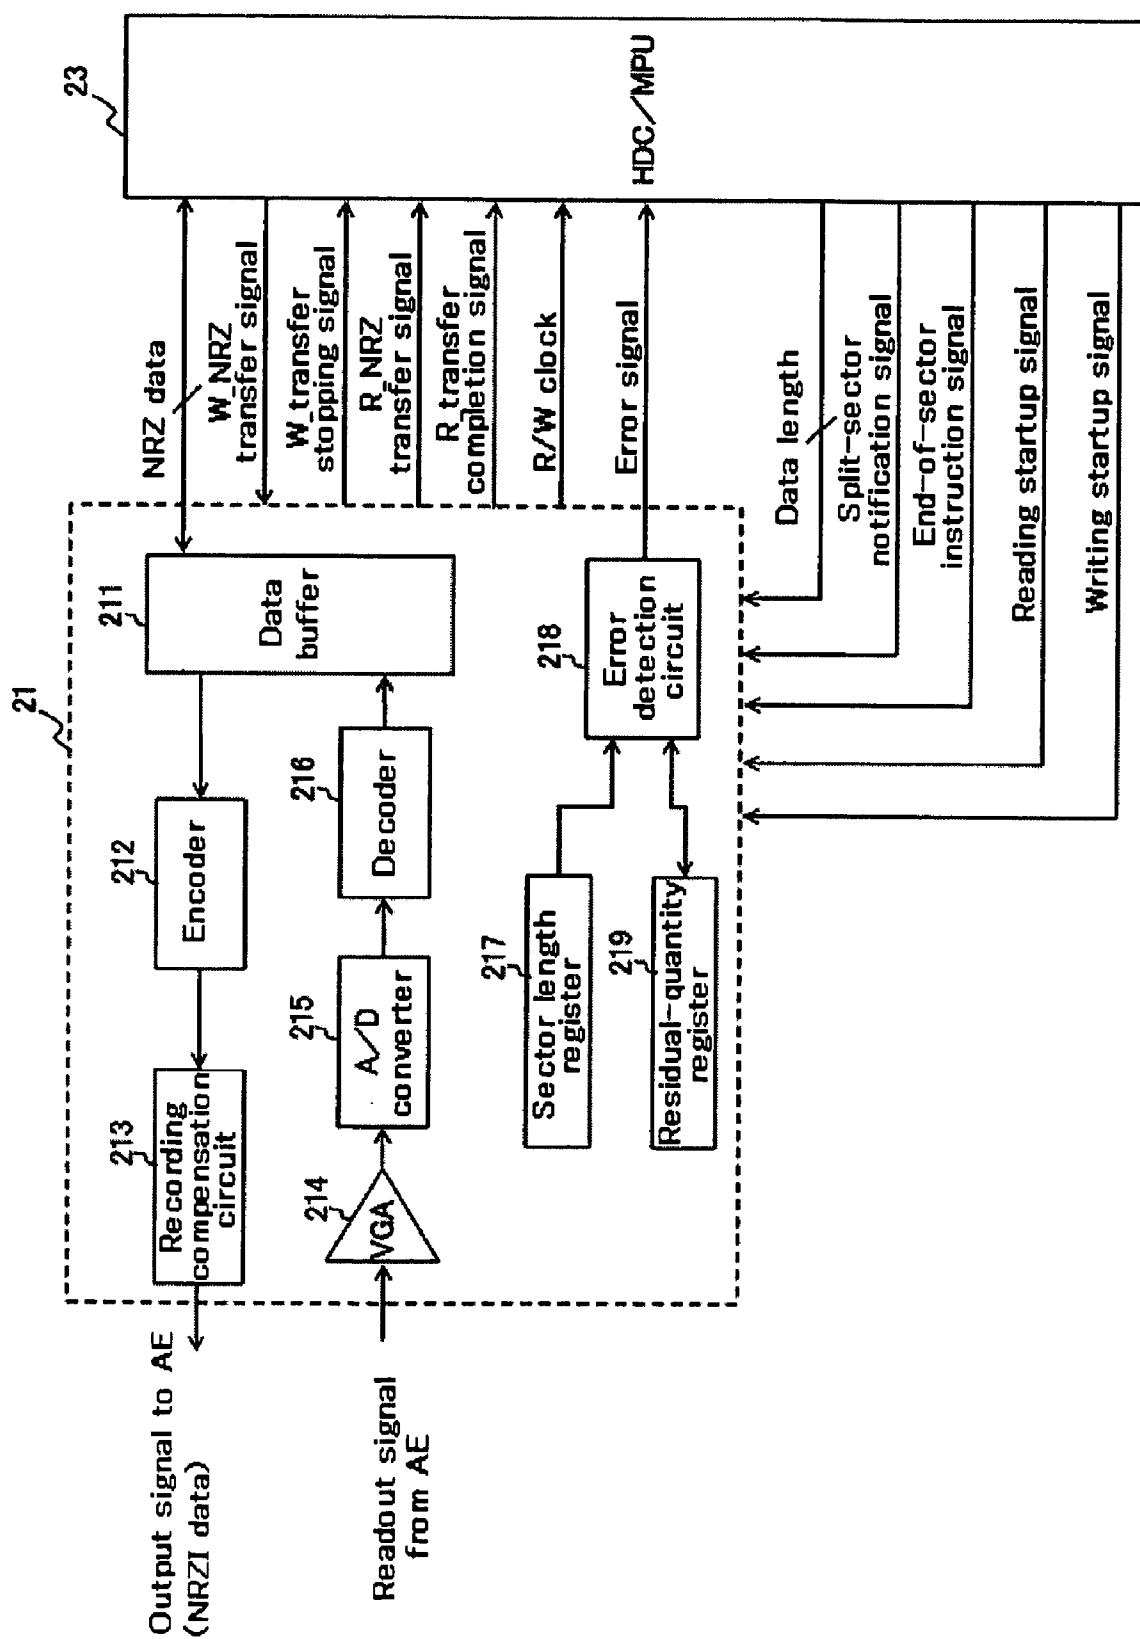 23
HDC/MPU
NRZ data
W_NRZ
transfer signal
W_transfer
stopping signal
R_NRZ
transfer signal
R_transfer
completion signal
R/W clock
Error signal
Data length
Split-sector
notification signal
End-of-sector
instruction signal
Reading startup signal
Writing startup signal
21
211
Data
buffer
212
Encoder
213
Recording
compensation
circuit
214
VGA
215
A/D
converter
216
Decoder
217
Sector length
register
218
Error
detection
circuit
219
Residual-quantity
register
Output signal to AE
(NRZI data)
Readout signal
from AE